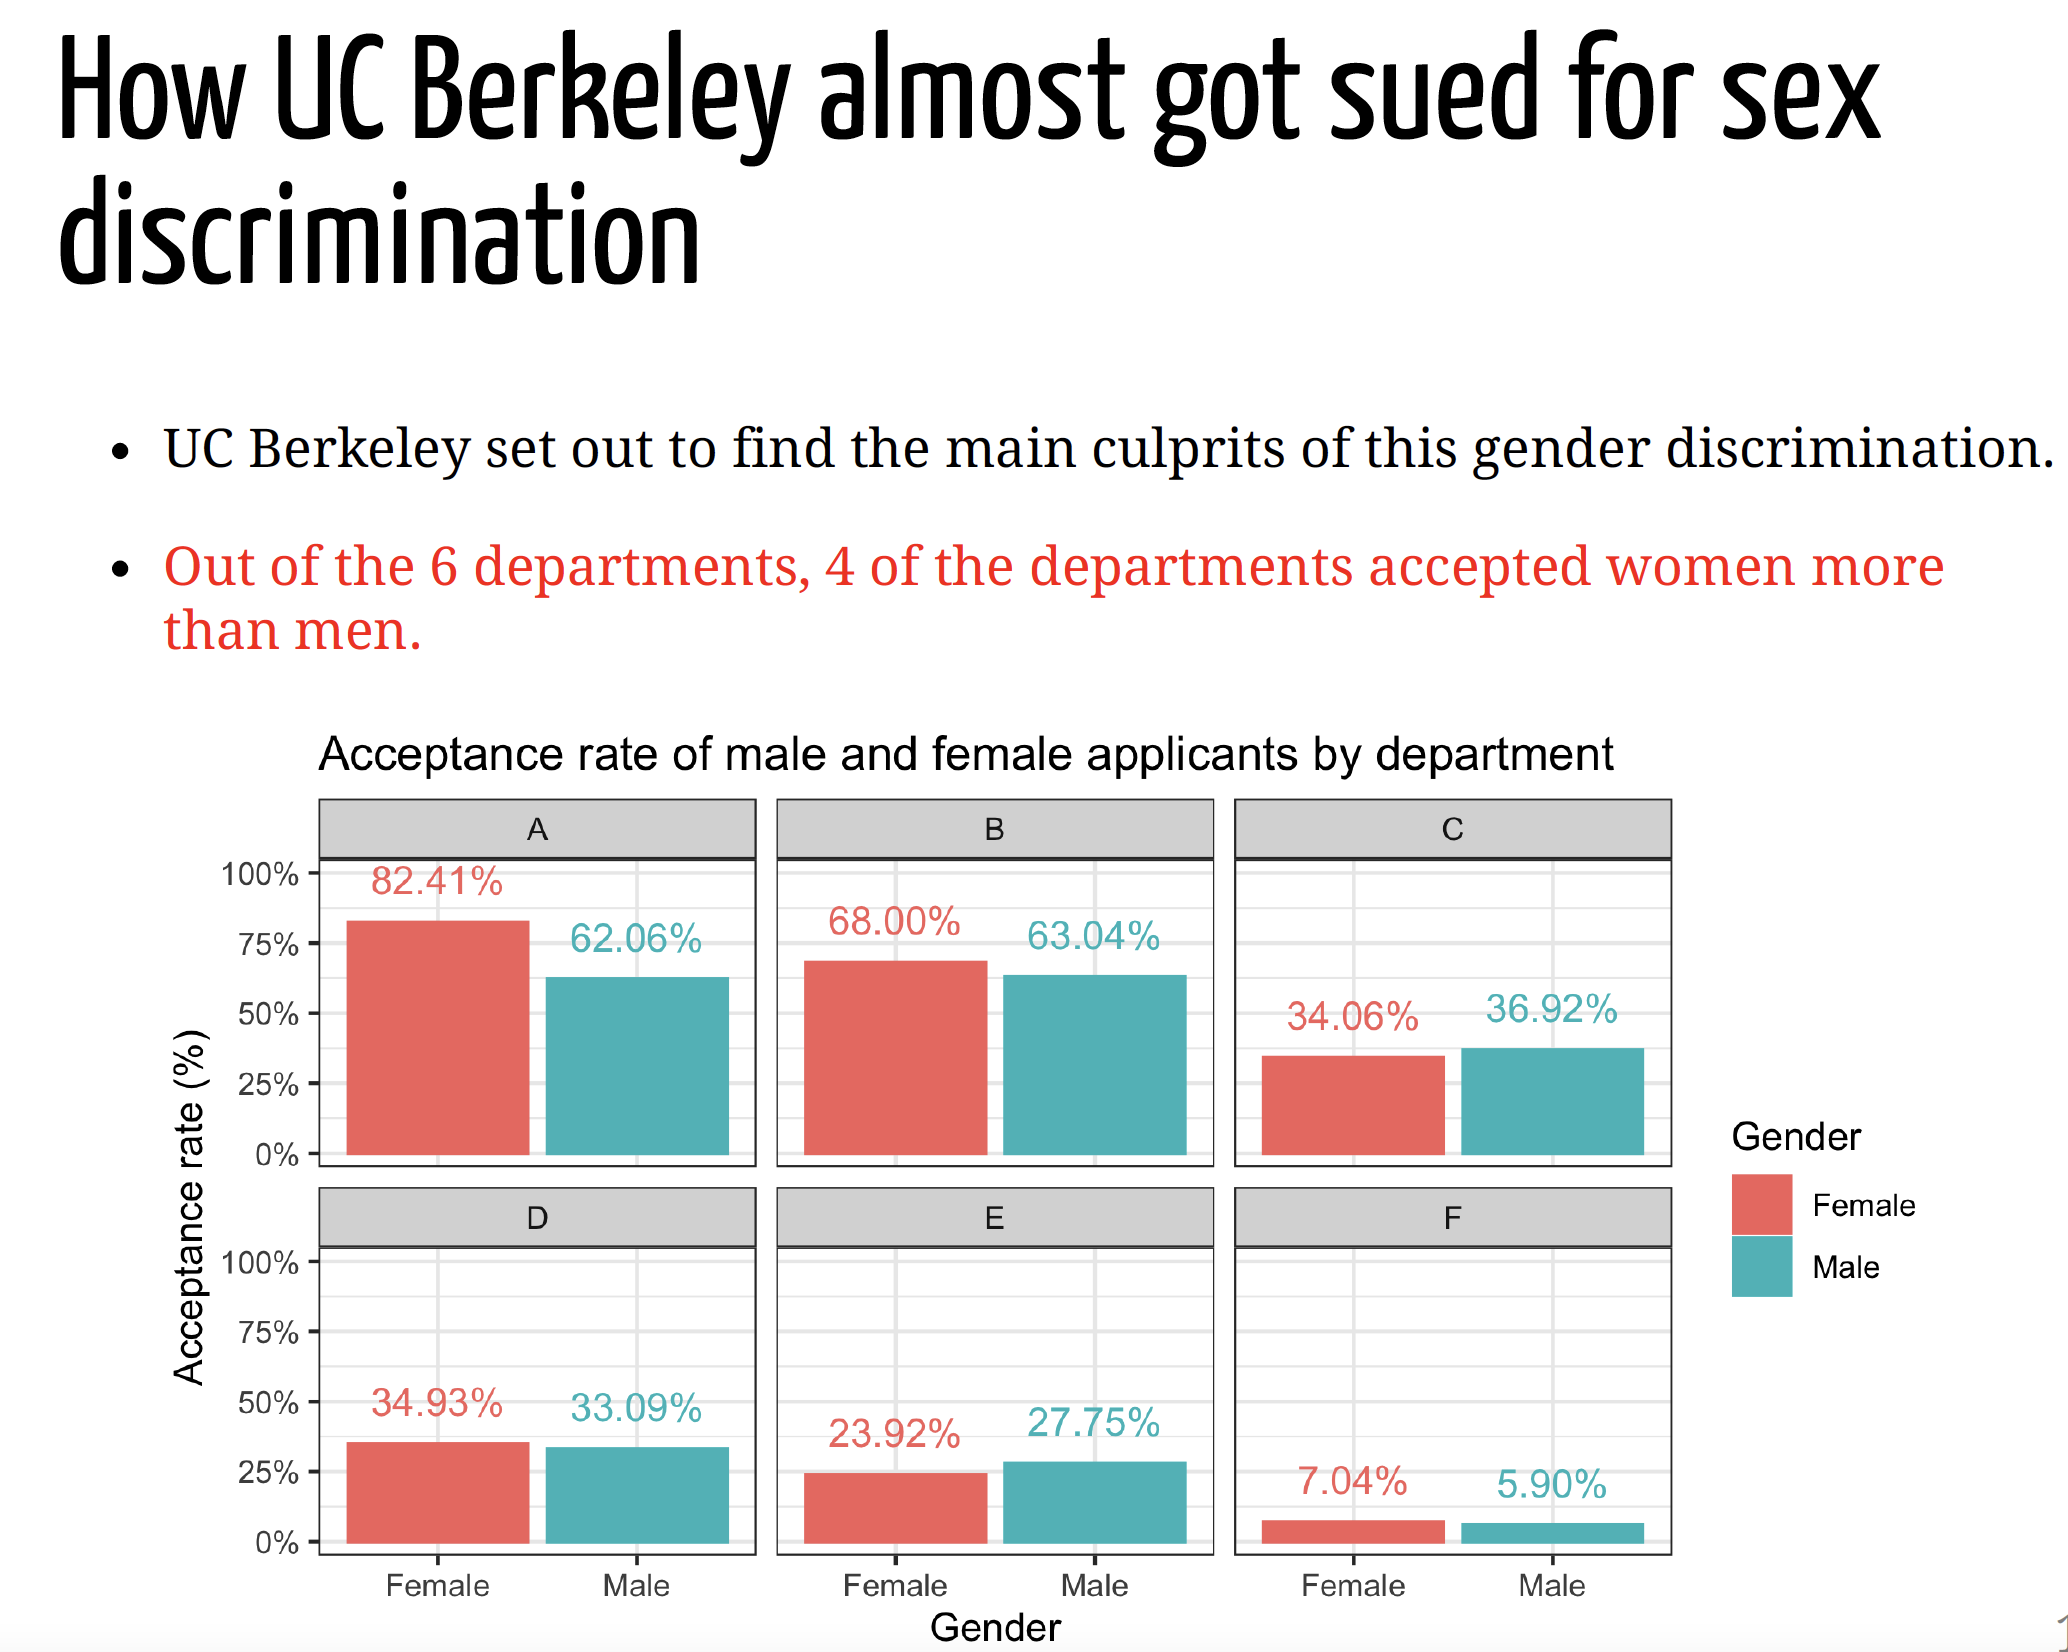 How UC Berkeley almost got sued for sex
discrimination
• UC Berkeley set out to find the main culprits of this gender discrimination.
• Out of the 6 departments, 4 of the departments accepted women more
than men.
Acceptance rate of male and female applicants by department
A B C
100%
75%
50%
25%
0%
82.41% 62.06%
68.00% 63.04%
34.06% 36.92%
D E F
100%
75%
50%
25%
0%
34.93% 33.09%
23.92% 27.75%
7.04% 5.90%
Female Male Female Male Female Male
Gender
Acceptance rate (%)
Gender
Female
Male